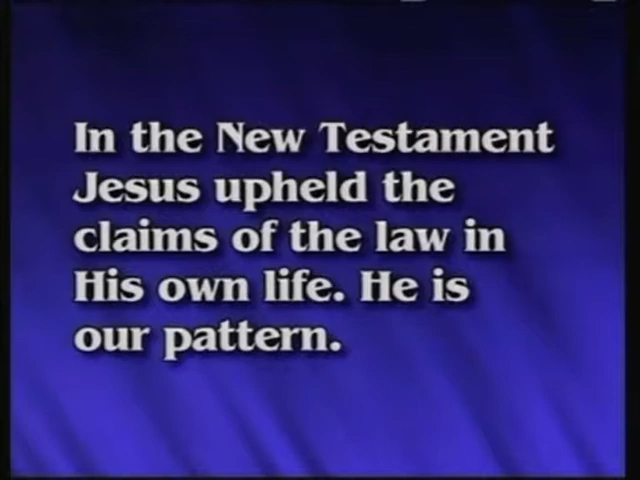 In the New Testament
Jesus upheld the
claims of the law in
His own life. He is
our pattern.